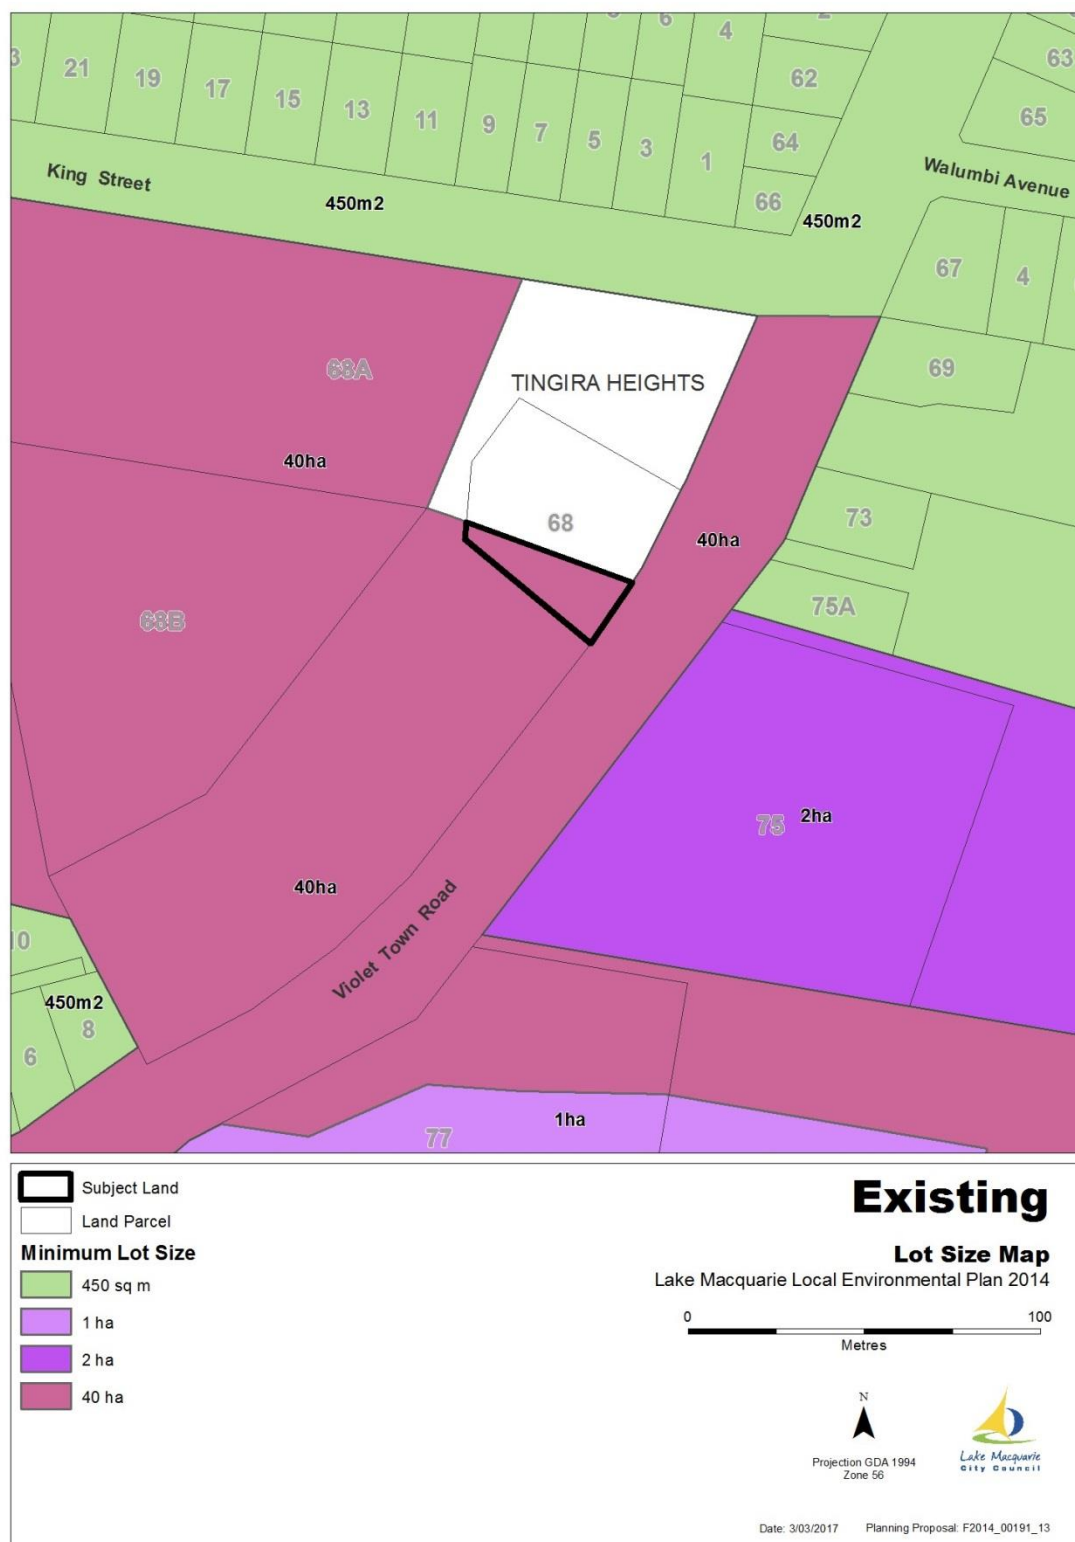 2
5
6
4
3
21
19
17
15
13
11
9
7
5
3
1
62
64
66
63
65
King Street
450m2
450m2
Walumbi Avenue
67
4
68A
TINGIRA HEIGHTS
69
40ha
68
40ha
73
68B
75A
75
2ha
40ha
Violet Town Road
10
450m2
8
6
1ha
77
Subject Land
Land Parcel
Minimum Lot Size
450 sq m
1 ha
2 ha
40 ha
Existing
Lot Size Map
Lake Macquarie Local Environmental Plan 2014
0 100
Metres
N
Projection GDA 1994
Zone 56
Lake Macquarie
City Council
Date: 3/03/2017 Planning Proposal: F2014_00191_13